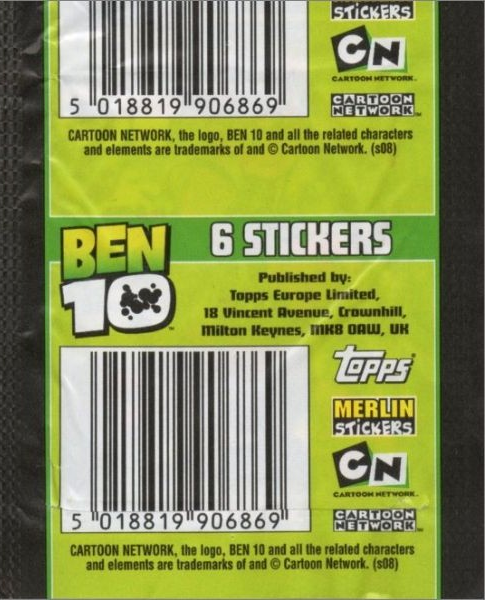 STICKERS
CN
CARTOON NETWORK.
CARTOON
NETWORK
5 018819 906869
CARTOON NETWORK, the logo, BEN 10 and all the related characters
and elements are trademarks of and © Cartoon Network. (s08)
BEN
10
6 STICKERS
Published by:
Topps Europe Limited,
18 Vincent Avenue, Crownhill,
Milton Keynes, MK8 0AW, UK
Topps
MERLIN
STICKERS
CN
CARTOON NETWORK.
CARTOON
NETWORK
5 018819 906869
CARTOON NETWORK, the logo, BEN 10 and all the related characters
and elements are trademarks of and © Cartoon Network. (s08)